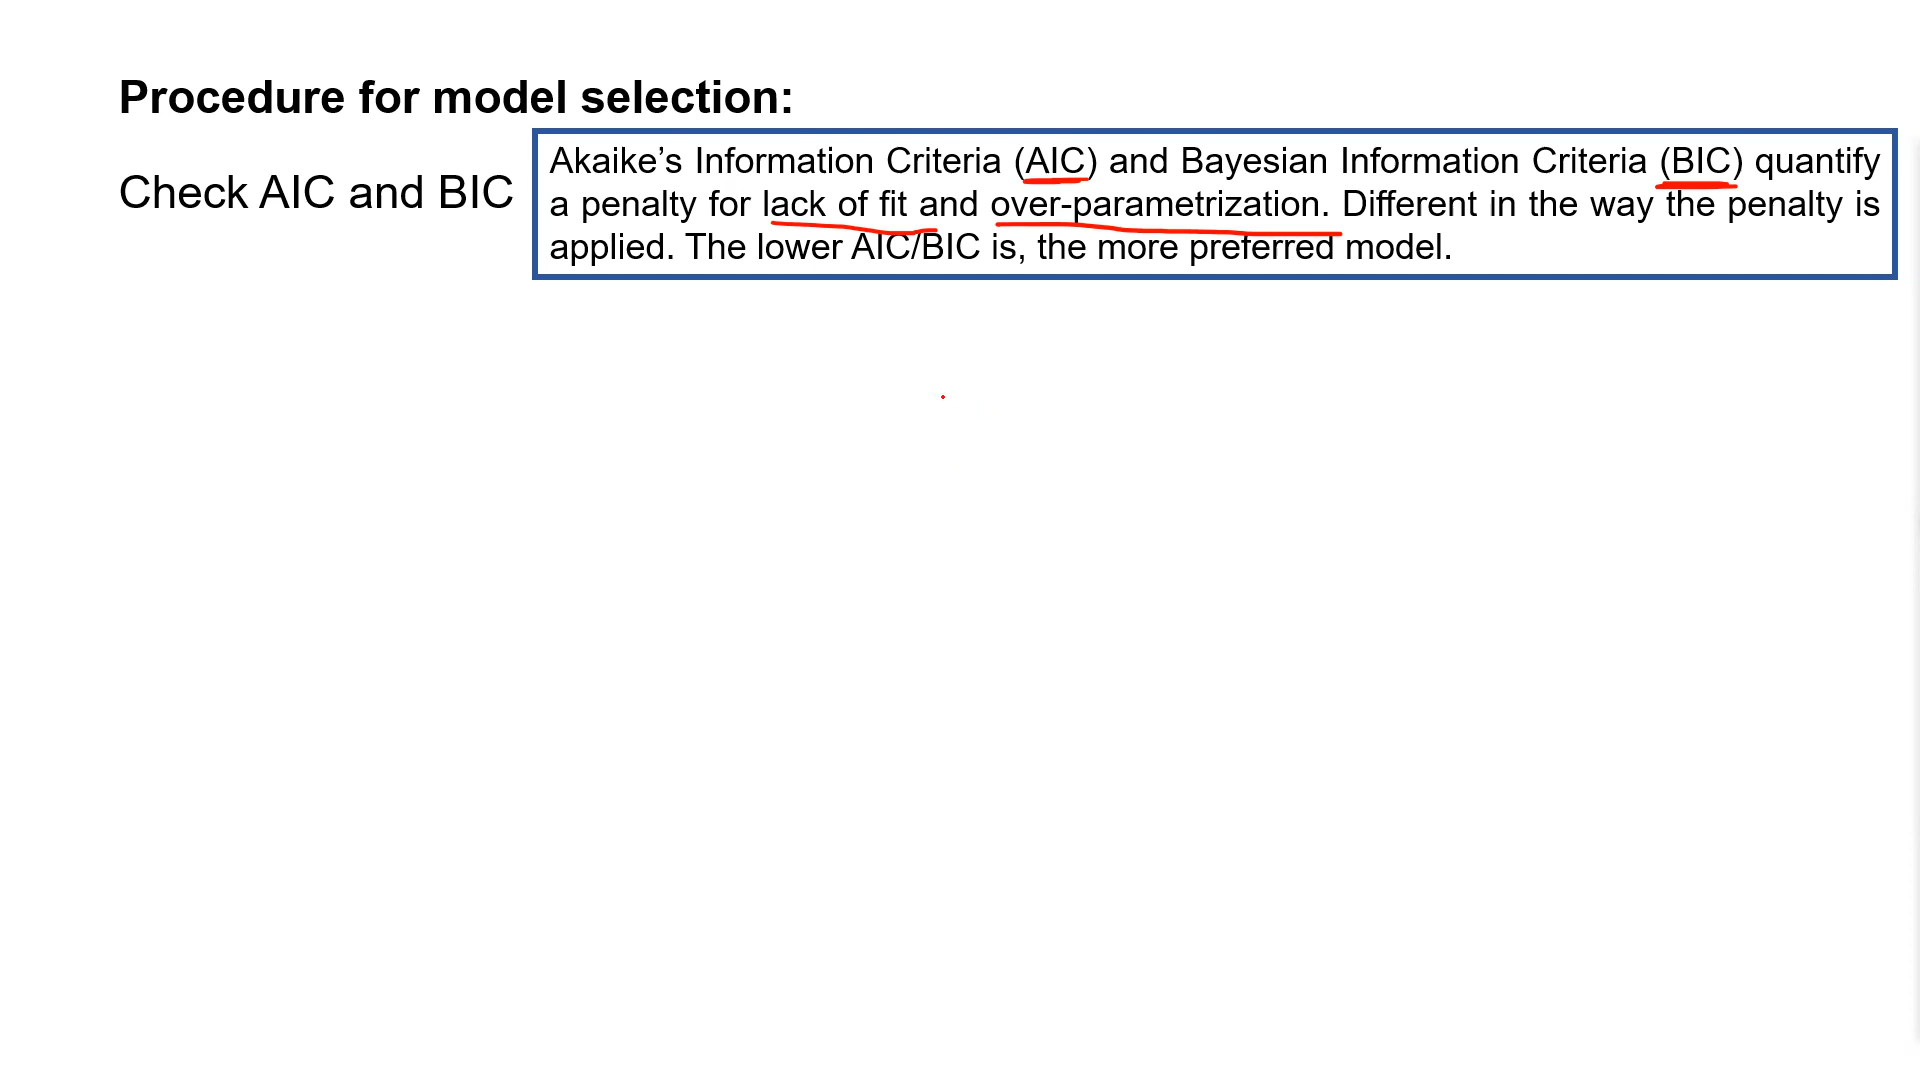 Procedure for model selection:
Check AIC and BIC
Akaike’s Information Criteria (AIC) and Bayesian Information Criteria (BIC) quantify
a penalty for lack of fit and over-parametrization. Different in the way the penalty is
applied. The lower AIC/BIC is, the more preferred model.